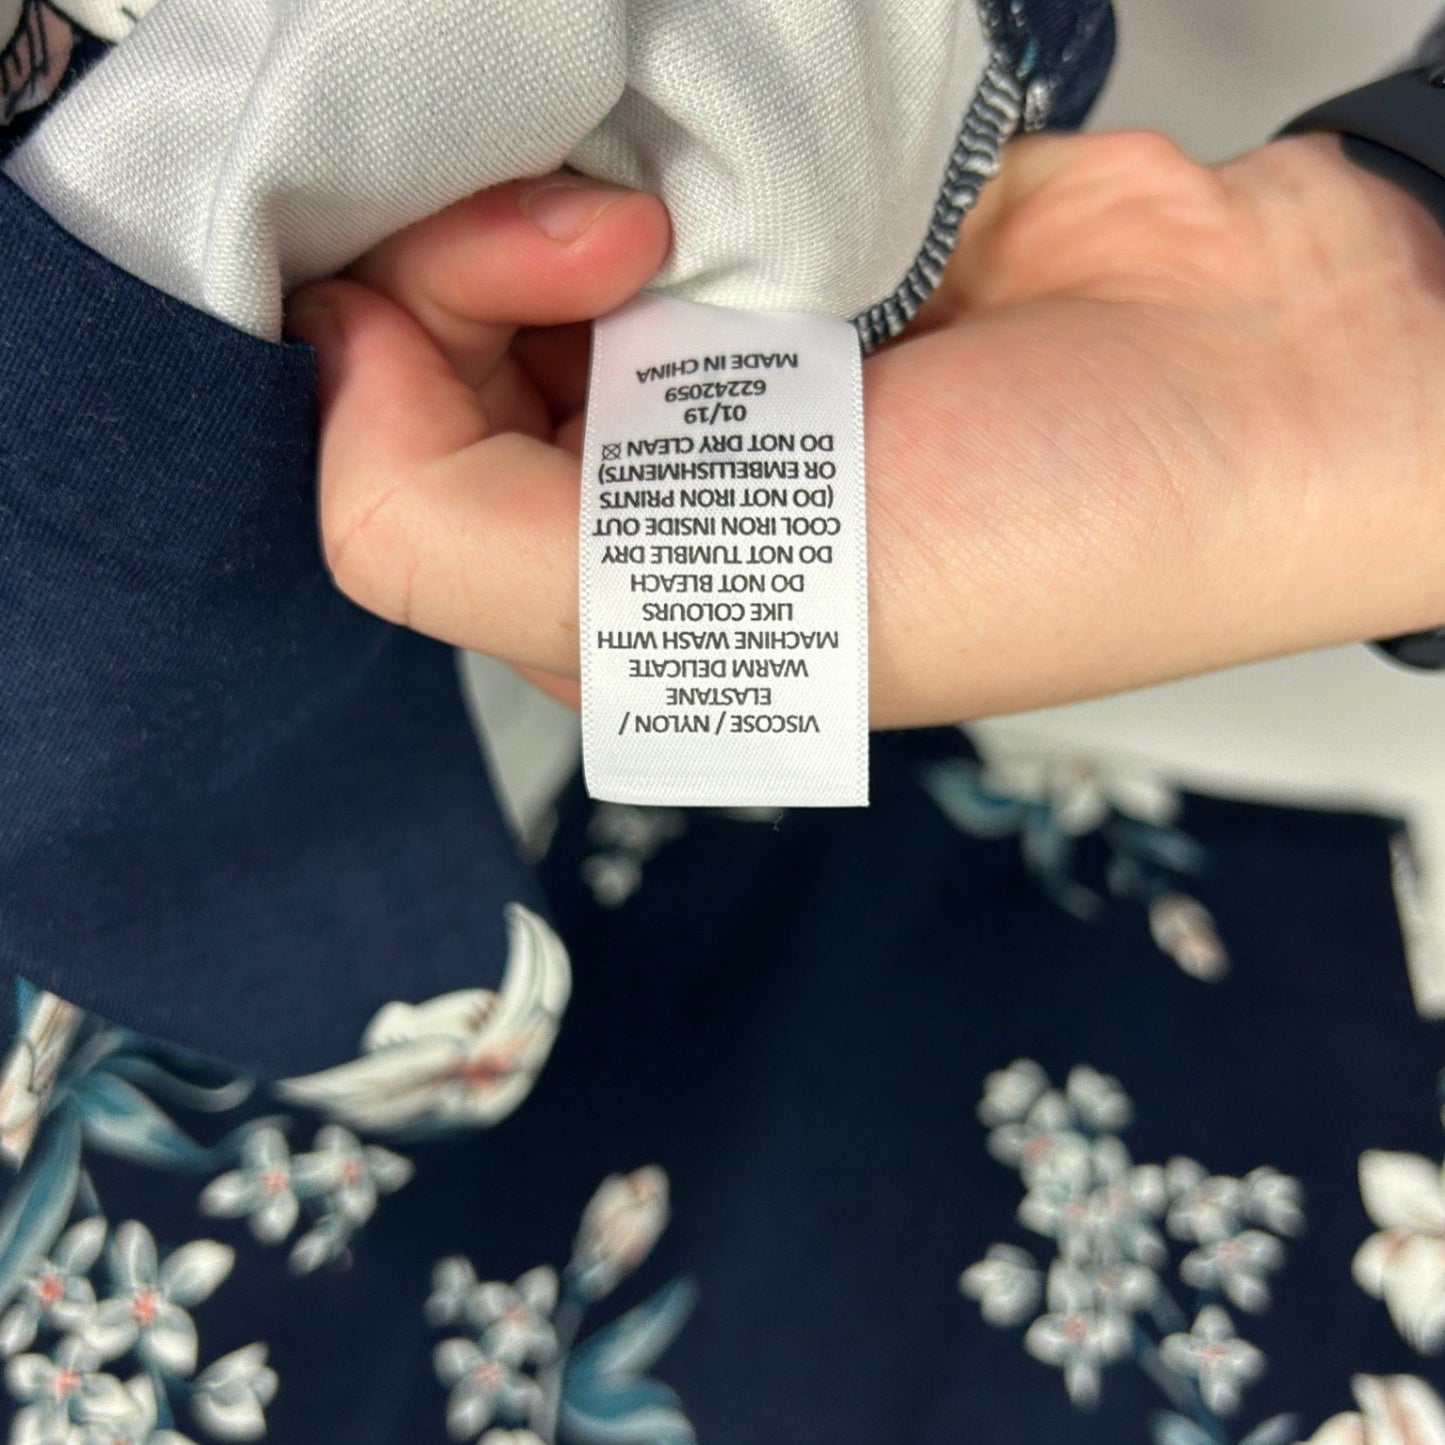 VISCOSE / NYLON /
ELASTANE
WARM DELICATE
MACHINE WASH WITH
LIKE COLOURS
DO NOT BLEACH
DO NOT TUMBLE DRY
COOL IRON INSIDE OUT
(DO NOT IRON PRINTS
OR EMBELLISHMENTS)
DO NOT DRY CLEAN
01/19
62242059
MADE IN CHINA